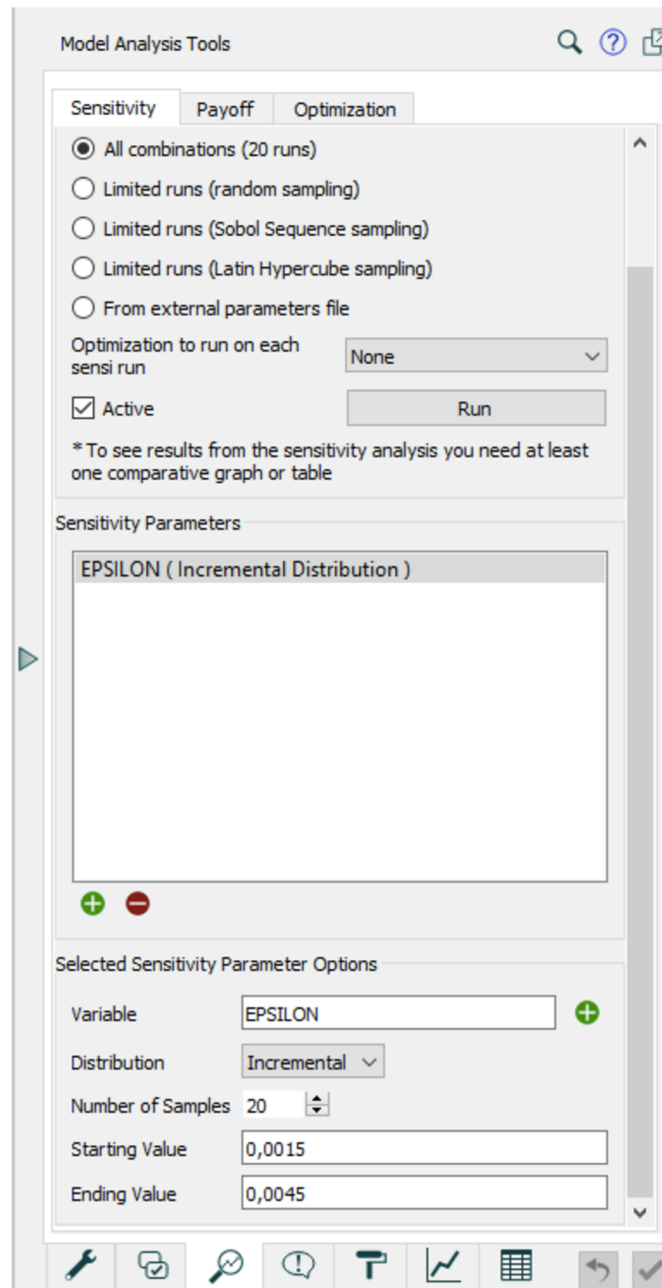 Model Analysis Tools
Sensitivity Payoff Optimization
All combinations (20 runs)
Limited runs (random sampling)
Limited runs (Sobol Sequence sampling)
Limited runs (Latin Hypercube sampling)
From external parameters file
Optimization to run on each
sensi run
None
Active
Run
* To see results from the sensitivity analysis you need at least
one comparative graph or table
Sensitivity Parameters
EPSILON ( Incremental Distribution )
Selected Sensitivity Parameter Options
Variable EPSILON
Distribution Incremental
Number of Samples 20
Starting Value 0,0015
Ending Value 0,0045